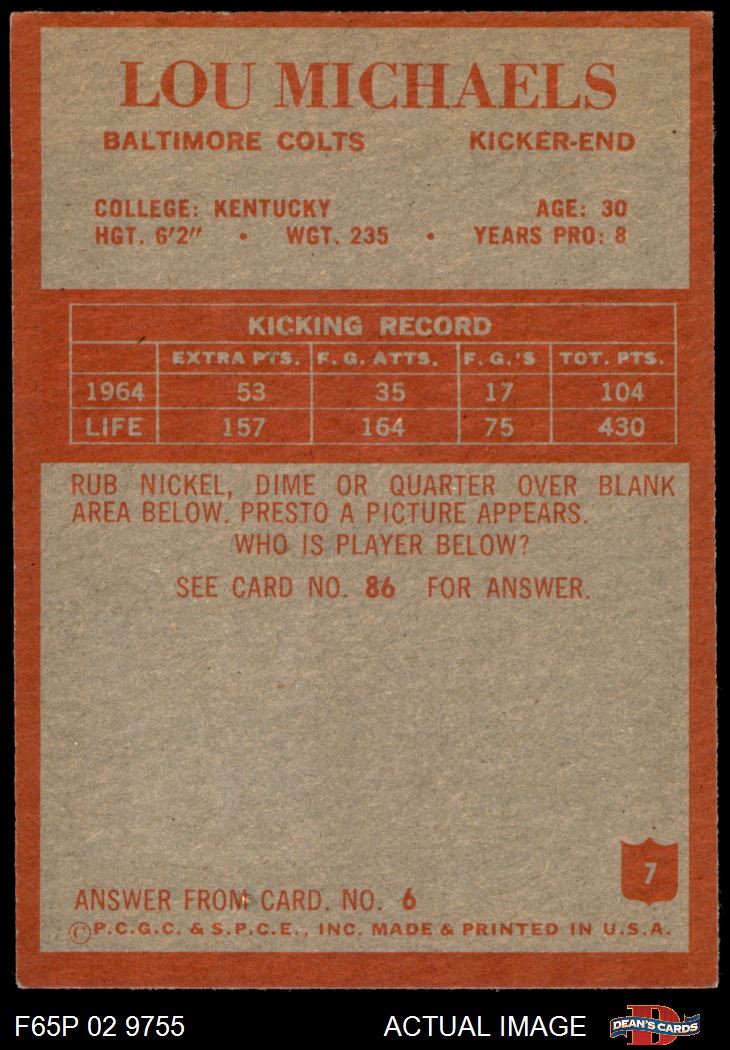 LOU MICHAELS
BALTIMORE COLTS KICKER-END
COLLEGE: KENTUCKY AGE: 30
HGT. 6'2" • WGT. 235 • YEARS PRO: 8
KICKING RECORD
EXTRA PTS. F. G. ATTS. F. G.'S TOT. PTS.
1964 53 35 17 104
LIFE 157 164 75 430
RUB NICKEL, DIME OR QUARTER OVER BLANK
AREA BELOW. PRESTO A PICTURE APPEARS.
WHO IS PLAYER BELOW?
SEE CARD NO. 86 FOR ANSWER.
7
ANSWER FROM CARD. NO. 6
©P.C.G.C. & S.P.C.E., INC. MADE & PRINTED IN U.S.A.
F65P 02 9755 ACTUAL IMAGE D DEAN'S CARDS